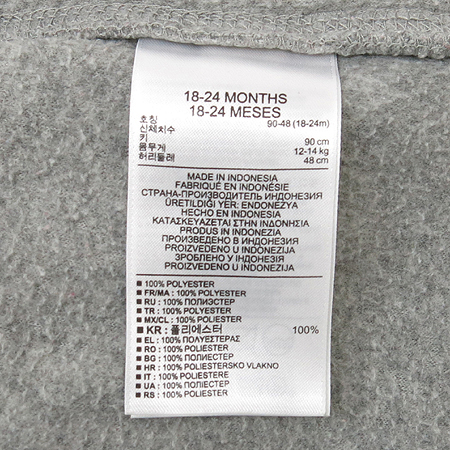 18-24 MONTHS
18-24 MESES
호칭 90-48 (18-24m)
신체치수
키 90 cm
몸무게 12-14 kg
허리둘레 48 cm
MADE IN INDONESIA
FABRIQUÉ EN INDONÉSIE
СТРАНА-ПРОИЗВОДИТЕЛЬ ИНДОНЕЗИЯ
ÜRETILDIGI YER: ENDONEZYA
HECHO EN INDONESIA
ΚΑΤΑΣΚΕΥΑΖΕΤΑΙ ΣΤΗΝ ΙΝΔΟΝΗΣΙΑ
PRODUS IN INDONEZIA
ПРОИЗВЕДЕНО В ИНДОНЕЗИЯ
PROIZVEDENO U INDONEZIJI
ЗРОБЛЕНО У ІНДОНЕЗІЇ
PROIZVEDENO U INDONEZIJI
■ 100% POLYESTER
■ FR/MA : 100% POLYESTER
■ RU : 100% ПОЛИЭСТЕР
■ TR : 100% POLYESTER
■ MX/CL : 100% POLIESTER
■ KR : 폴리에스터 100%
■ EL : 100% ΠΟΛΥΕΣΤΕΡΑΣ
■ RO : 100% POLIESTER
■ BG : 100% ПОЛИЕСТЕР
■ HR : 100% POLIESTERSKO VLAKNO
■ IT : 100% POLIESTERE
■ UA : 100% ПОЛІЕСТЕР
■ RS : 100% POLIESTER